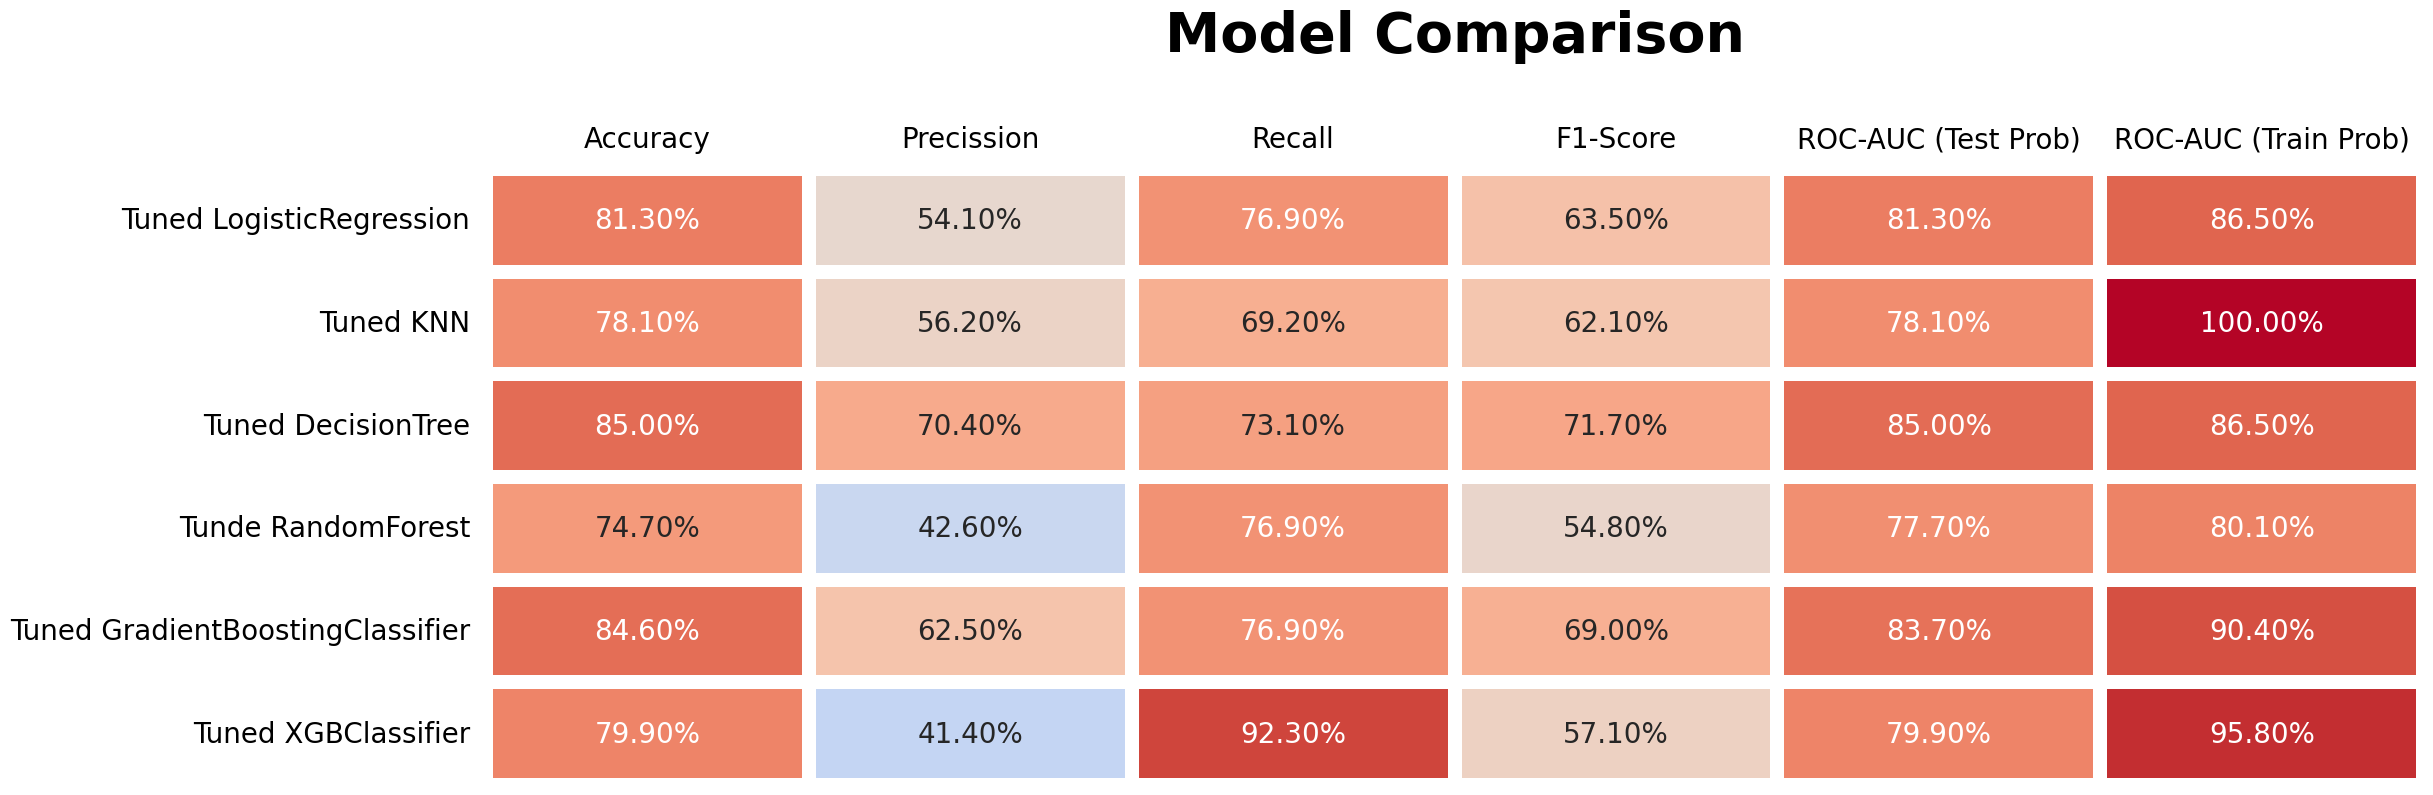 Model Comparison
Accuracy Precission Recall F1-Score ROC-AUC (Test Prob) ROC-AUC (Train Prob)
Tuned LogisticRegression 81.30% 54.10% 76.90% 63.50% 81.30% 86.50%
Tuned KNN 78.10% 56.20% 69.20% 62.10% 78.10% 100.00%
Tuned DecisionTree 85.00% 70.40% 73.10% 71.70% 85.00% 86.50%
Tunde RandomForest 74.70% 42.60% 76.90% 54.80% 77.70% 80.10%
Tuned GradientBoostingClassifier 84.60% 62.50% 76.90% 69.00% 83.70% 90.40%
Tuned XGBClassifier 79.90% 41.40% 92.30% 57.10% 79.90% 95.80%